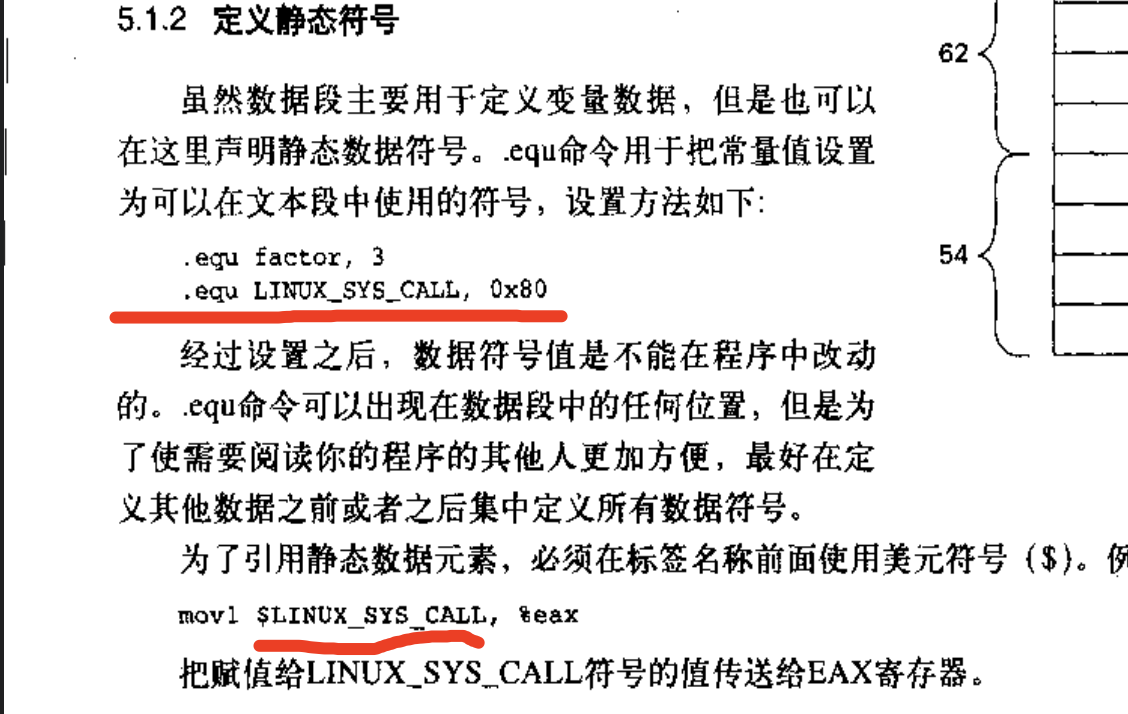 5.1.2 定义静态符号
虽然数据段主要用于定义变量数据，但是也可以
在这里声明静态数据符号。.equ命令用于把常量值设置
为可以在文本段中使用的符号，设置方法如下:
.equ factor, 3
.equ LINUX_SYS_CALL, 0x80
经过设置之后，数据符号值是不能在程序中改动
的。.equ命令可以出现在数据段中的任何位置，但是为
了使需要阅读你的程序的其他人更加方便，最好在定
义其他数据之前或者之后集中定义所有数据符号。
为了引用静态数据元素，必须在标签名称前面使用美元符号（$）。例
movl $LINUX_SYS_CALL, %eax
把赋值给LINUX_SYS_CALL符号的值传送给EAX寄存器。
62
54